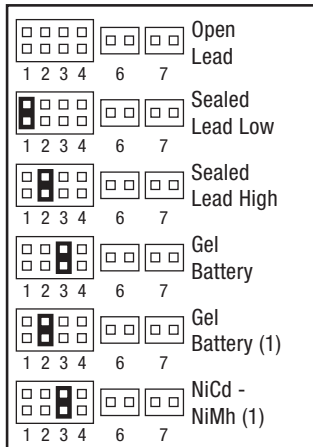 Open
Lead
1 2 3 4 6 7
Sealed
Lead Low
1 2 3 4 6 7
Sealed
Lead High
1 2 3 4 6 7
Gel
Battery
1 2 3 4 6 7
Gel
Battery (1)
1 2 3 4 6 7
NiCd -
NiMh (1)
1 2 3 4 6 7